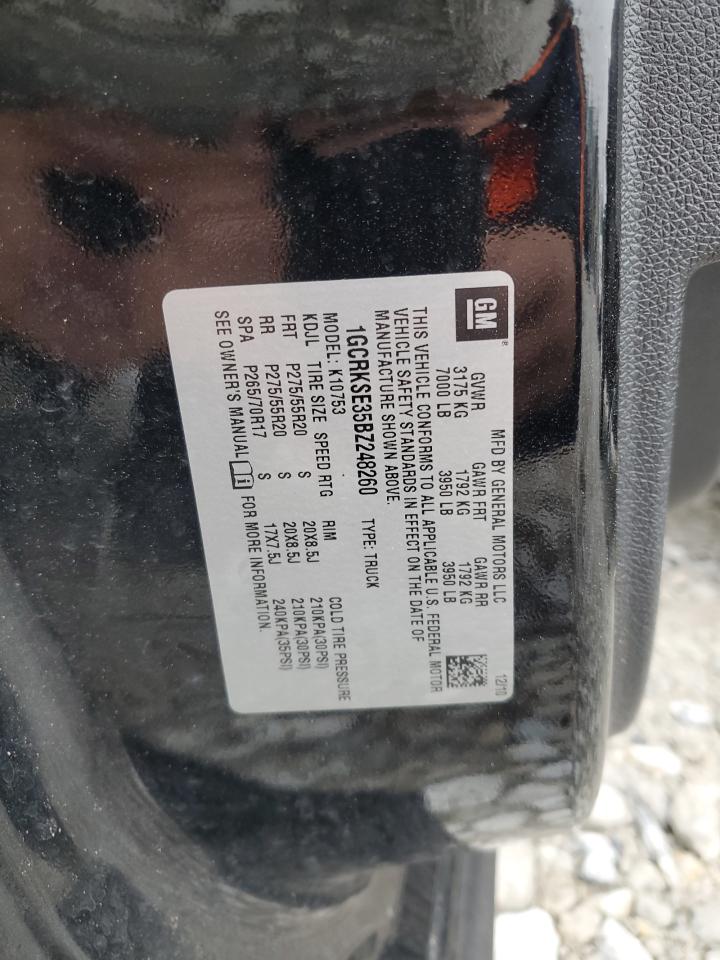 GM ®
MFD BY GENERAL MOTORS LLC 12/10
GVWR GAWR FRT GAWR RR
3175 KG 1792 KG 1792 KG
7000 LB 3950 LB 3950 LB
THIS VEHICLE CONFORMS TO ALL APPLICABLE U.S. FEDERAL MOTOR
VEHICLE SAFETY STANDARDS IN EFFECT ON THE DATE OF
MANUFACTURE SHOWN ABOVE.
1GCRKSE35BZ248260 TYPE: TRUCK
MODEL: K10753
KDJL TIRE SIZE SPEED RTG RIM COLD TIRE PRESSURE
FRT P275/55R20 S 20X8.5J 210KPA(30PSI)
RR P275/55R20 S 20X8.5J 210KPA(30PSI)
SPA P265/70R17 S 17X7.5J 240KPA(35PSI)
SEE OWNER'S MANUAL FOR MORE INFORMATION.